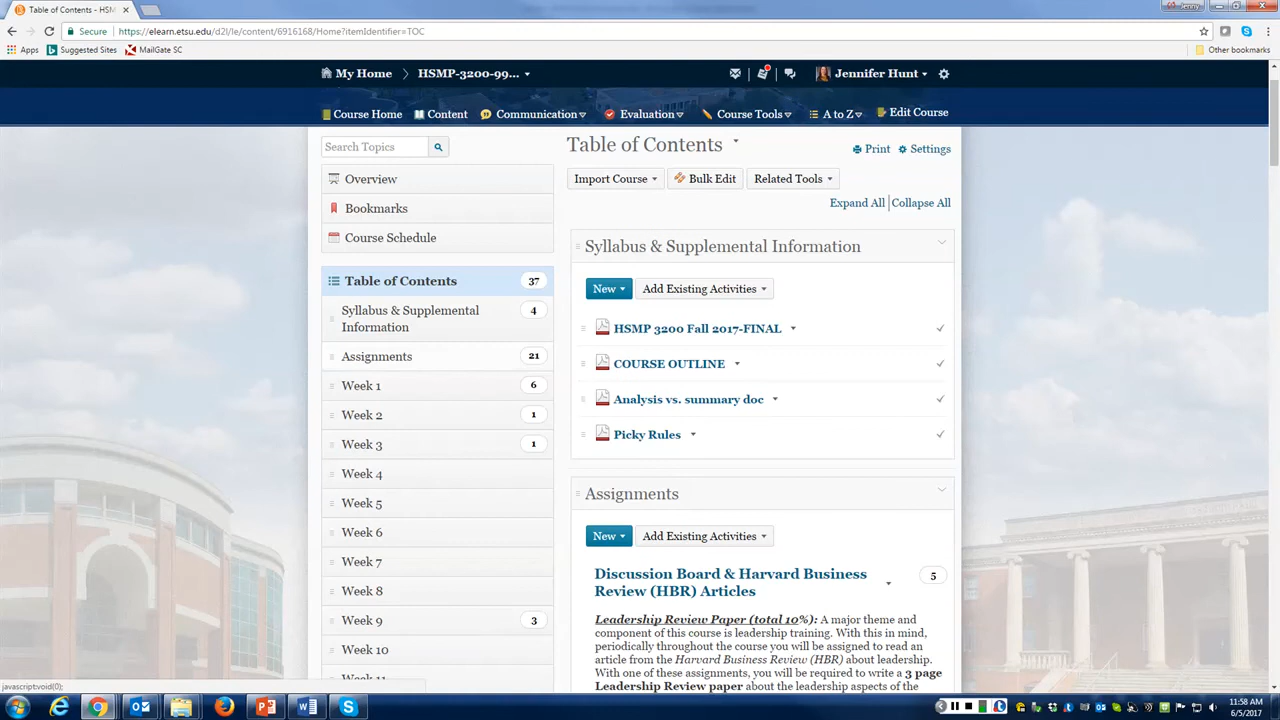 Table of Contents - HSM
Jenny
Secure
https://elearn.etsu.edu/d2l/le/content/6916168/Home?itemIdentifier=TOC
Apps
Suggested Sites
MailGate SC
Other bookmarks
My Home
HSMP-3200-99...
Jennifer Hunt
Course Home
Content
Communication
Evaluation
Course Tools
A to Z
Edit Course
Search Topics
Overview
Bookmarks
Course Schedule
Table of Contents 37
Syllabus & Supplemental 4
Information
Assignments 21
Week 1 6
Week 2 1
Week 3 1
Week 4
Week 5
Week 6
Week 7
Week 8
Week 9 3
Week 10
Week 11
Table of Contents
Print
Settings
Import Course
Bulk Edit
Related Tools
Expand All
Collapse All
Syllabus & Supplemental Information
New
Add Existing Activities
HSMP 3200 Fall 2017-FINAL
COURSE OUTLINE
Analysis vs. summary doc
Picky Rules
Assignments
New
Add Existing Activities
Discussion Board & Harvard Business 5
Review (HBR) Articles
Leadership Review Paper (total 10%): A major theme and
component of this course is leadership training. With this in mind,
periodically throughout the course you will be assigned to read an
article from the Harvard Business Review (HBR) about leadership.
With one of these assignments, you will be required to write a 3 page
Leadership Review paper about the leadership aspects of the
javascript:void(0);
11:58 AM
6/5/2017